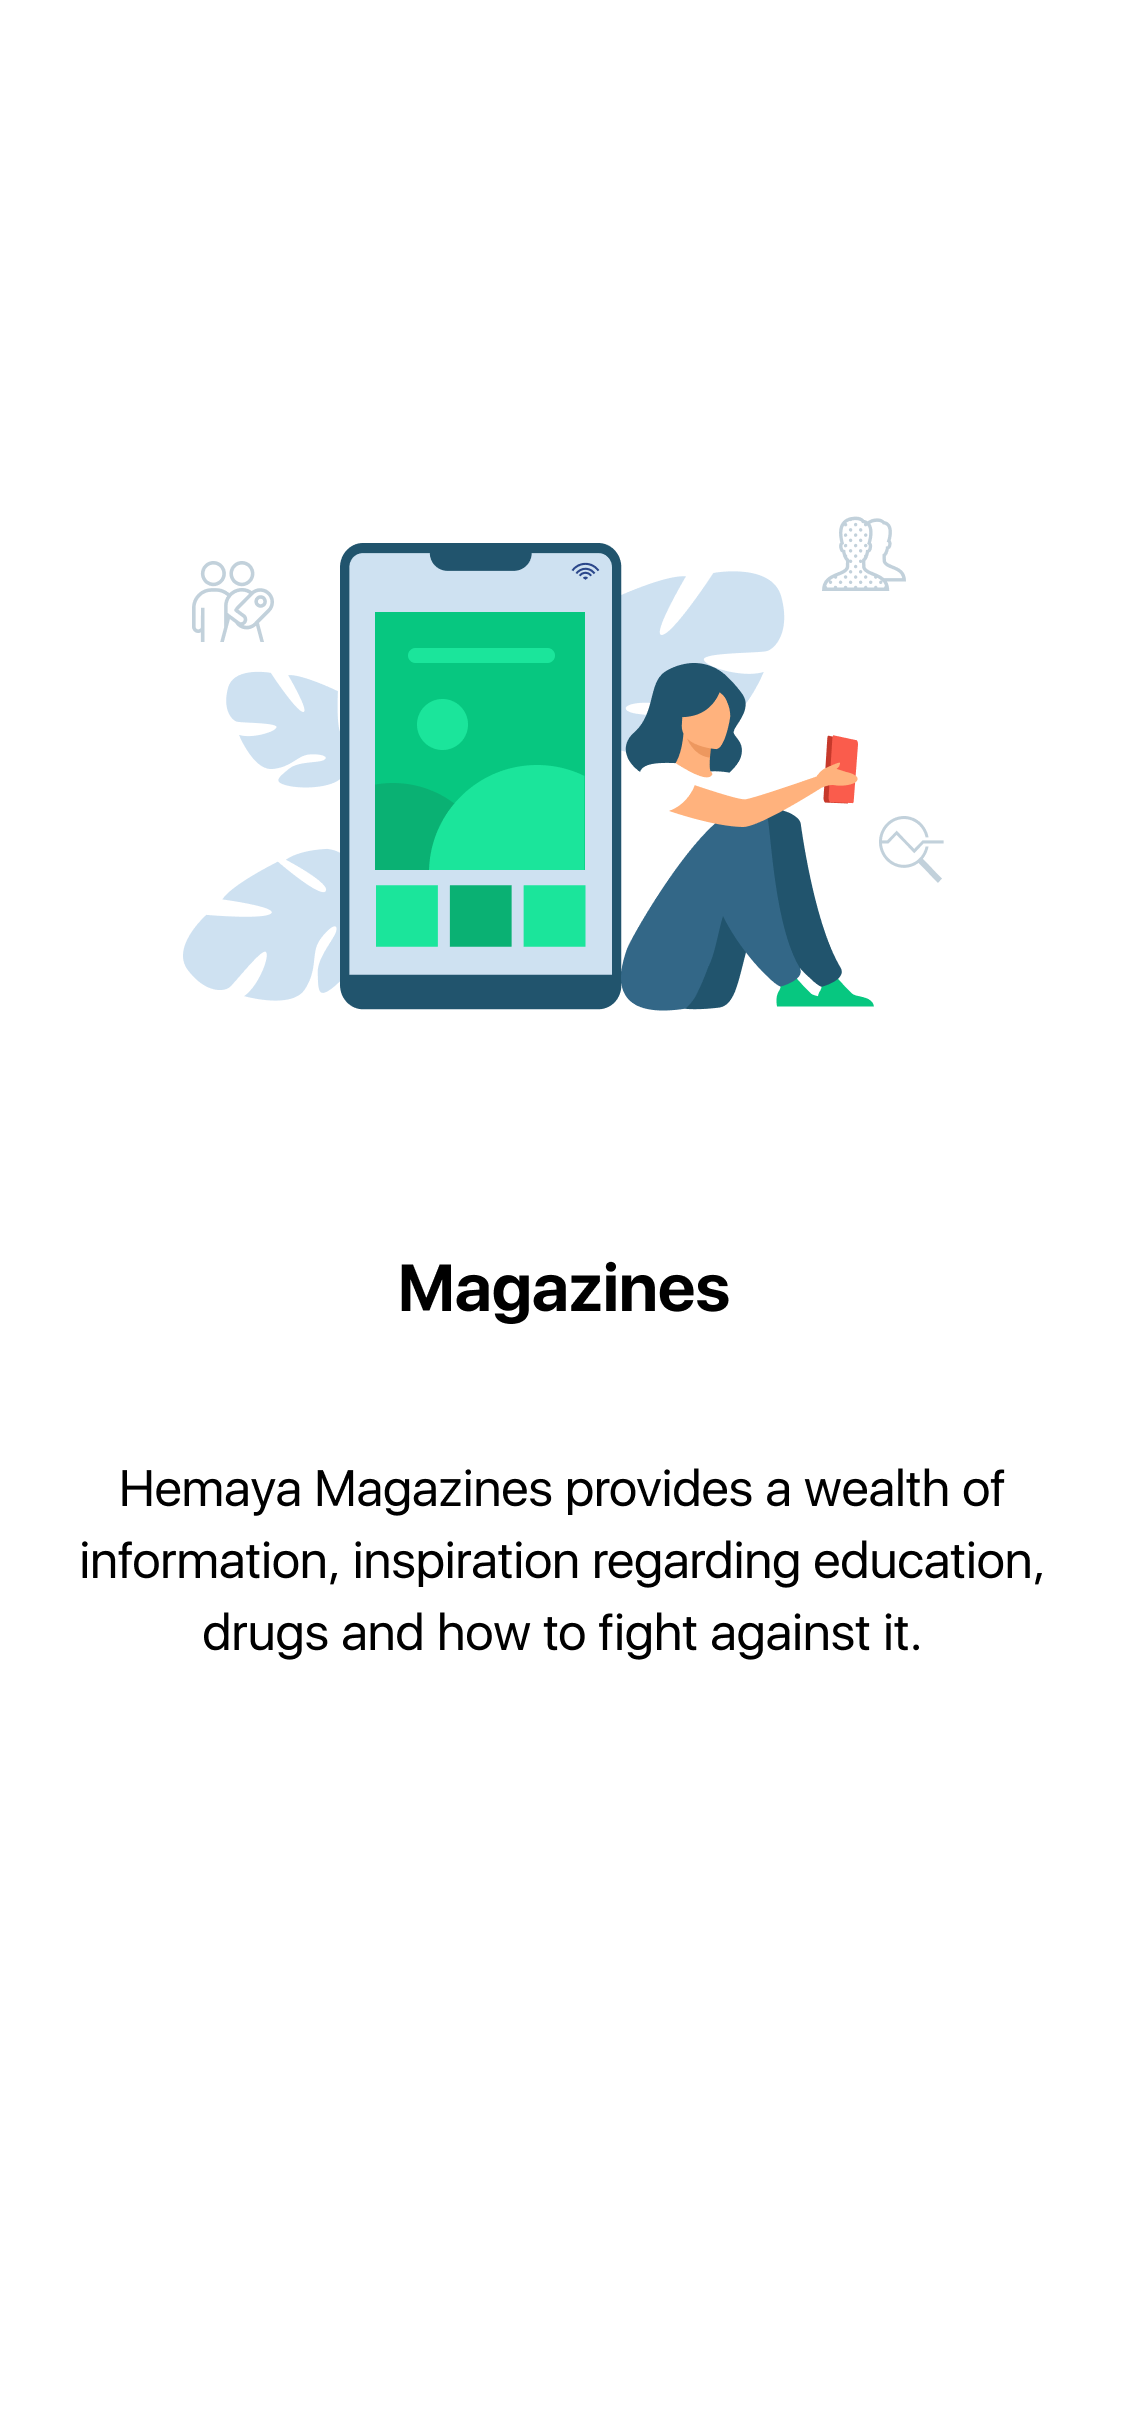 Magazines
Hemaya Magazines provides a wealth of
information, inspiration regarding education,
drugs and how to fight against it.